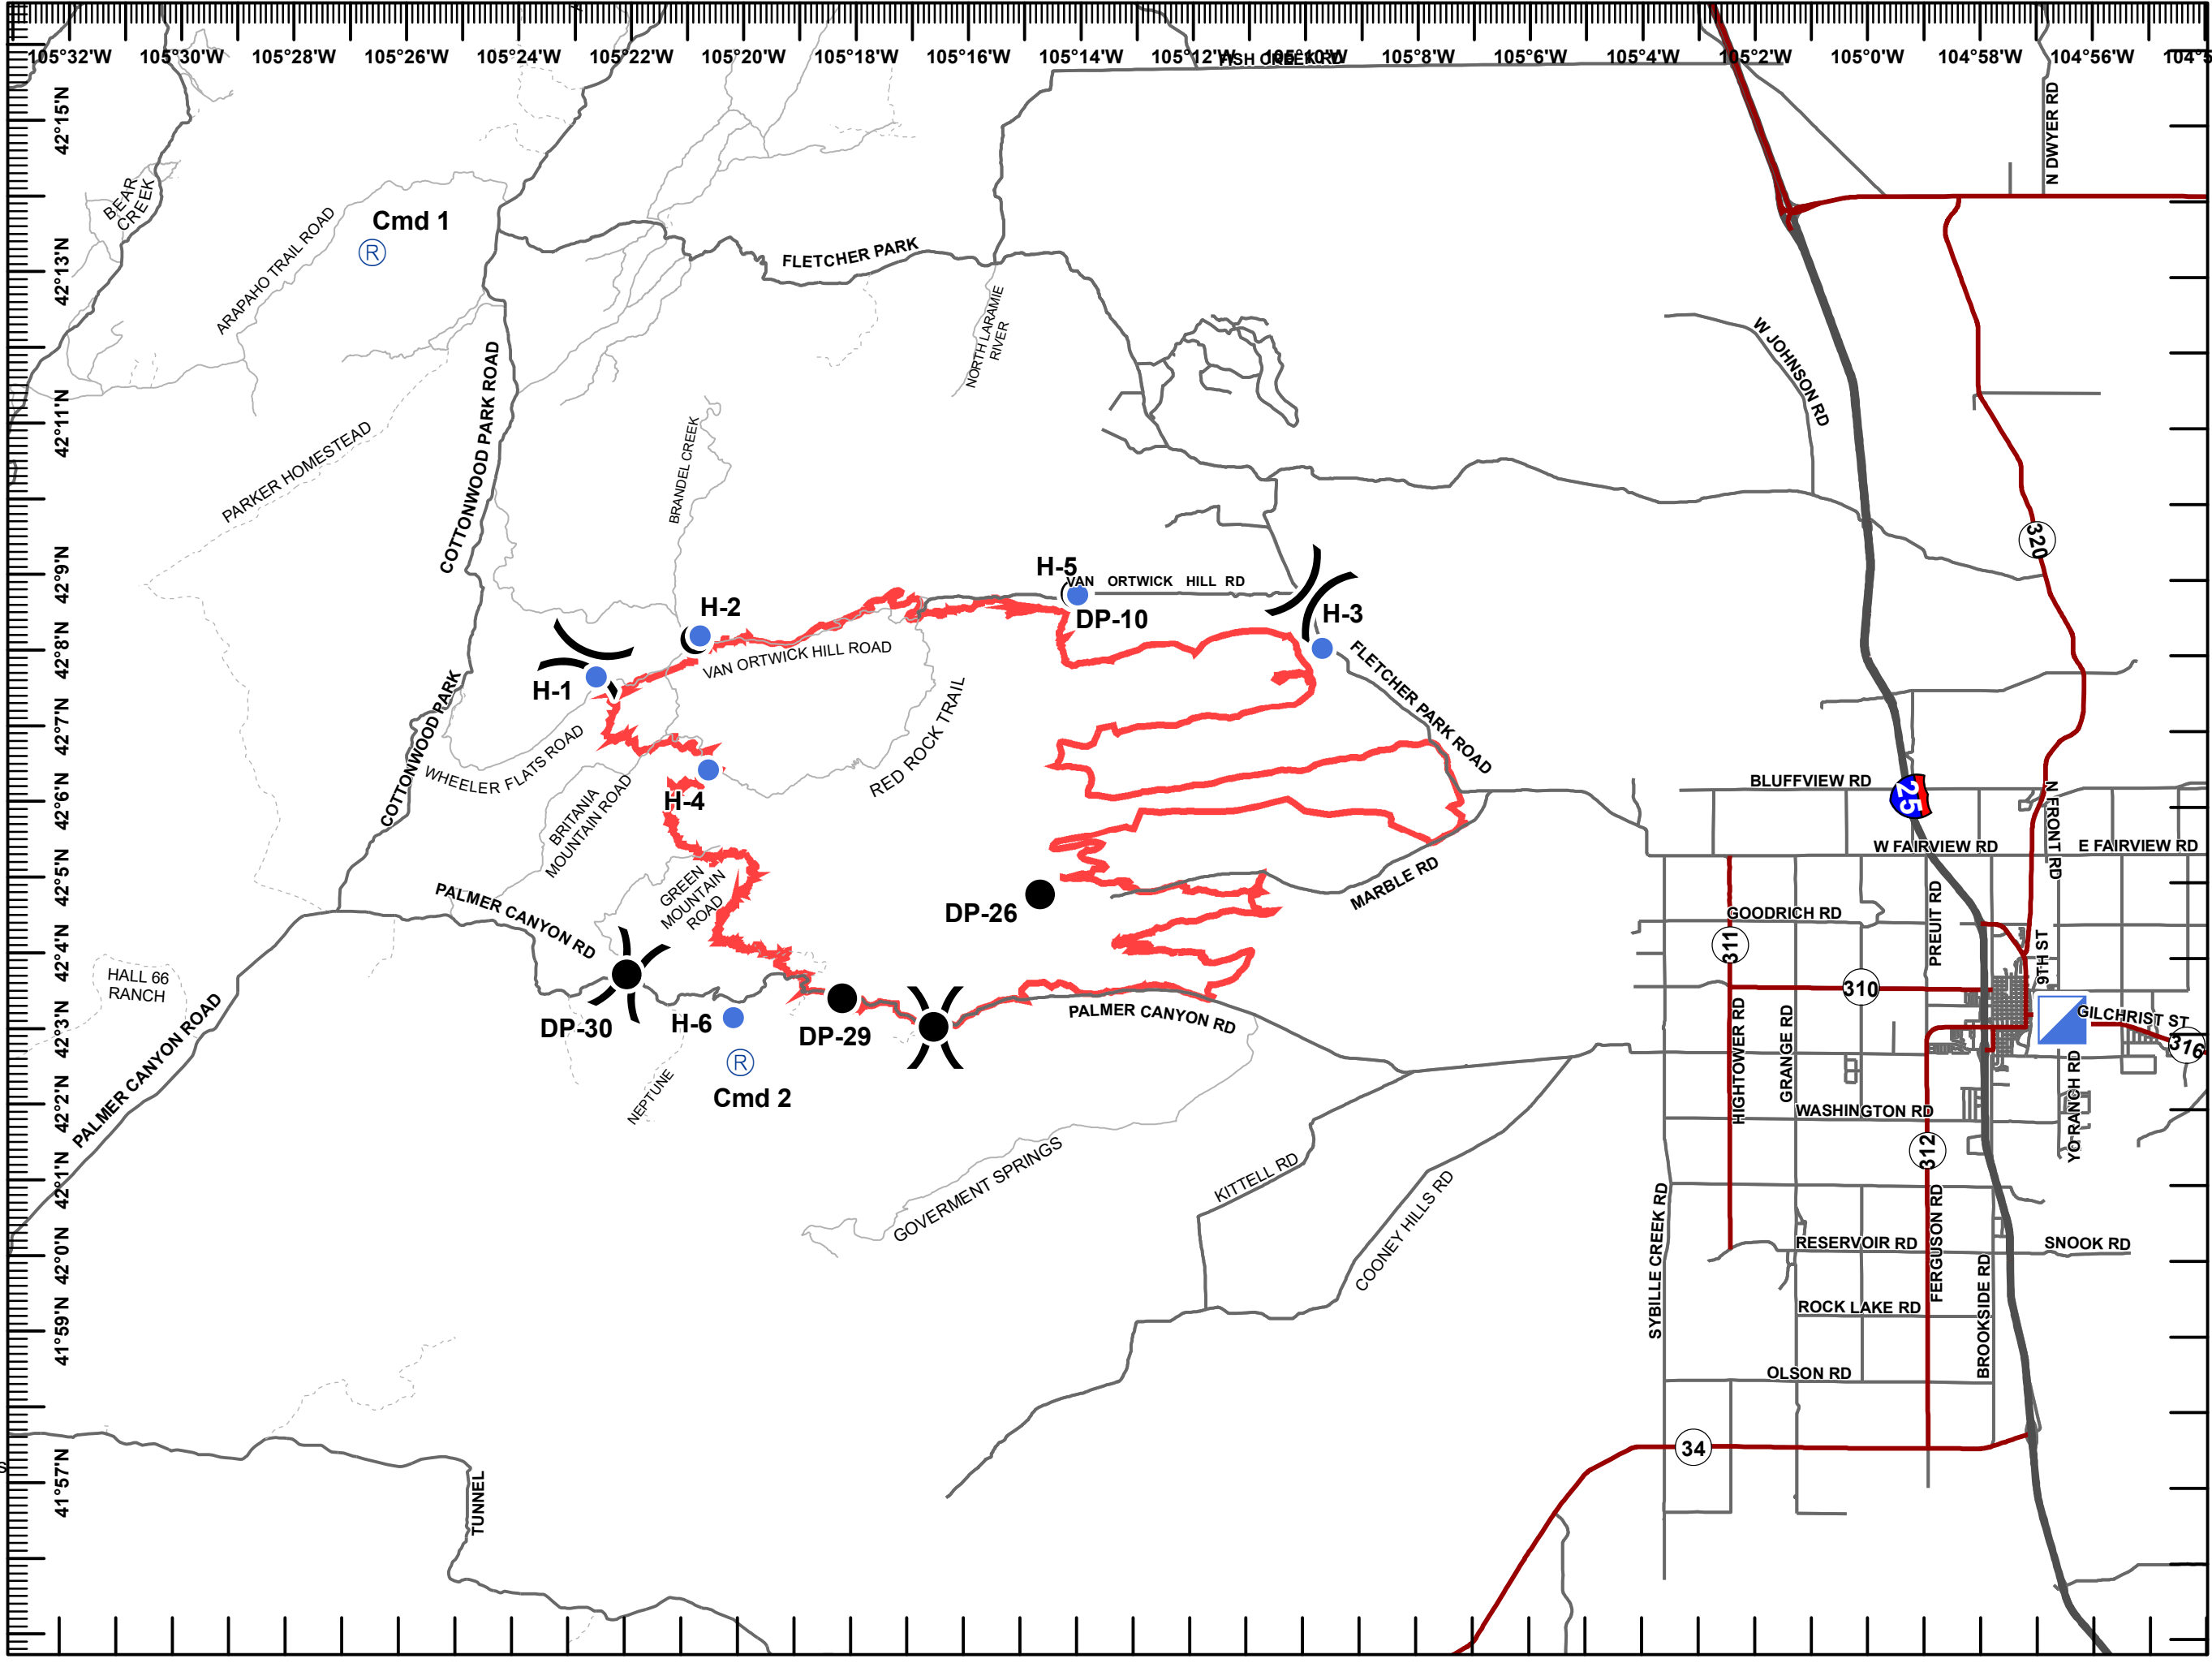 105°32'W 105°30'W 105°28'W 105°26'W 105°24'W 105°22'W 105°20'W 105°18'W 105°16'W 105°14'W 105°12'W 105°10'W 105°8'W 105°6'W 105°4'W 105°2'W 105°0'W 104°58'W 104°56'W 104°5
FISH CREEK RD
42°15'N
42°13'N
42°11'N
42°9'N
42°8'N
42°7'N
42°6'N
42°5'N
42°4'N
42°3'N
42°2'N
42°1'N
42°0'N
41°59'N
41°57'N
N DWYER RD
BEAR
CREEK
ARAPAHO TRAIL ROAD
Cmd 1
R
FLETCHER PARK
NORTH LARAMIE
RIVER
W JOHNSON RD
COTTONWOOD PARK ROAD
PARKER HOMESTEAD
BRANDEL CREEK
320
H-5
VAN ORTWICK HILL RD
H-2
DP-10
H-3
VAN ORTWICK HILL ROAD
H-1
FLETCHER PARK ROAD
RED ROCK TRAIL
COTTONWOOD PARK
WHEELER FLATS ROAD
BRITANIA
MOUNTAIN ROAD
H-4
BLUFFVIEW RD
25
N FRONT RD
W FAIRVIEW RD
E FAIRVIEW RD
GREEN
MOUNTAIN
ROAD
MARBLE RD
PALMER CANYON RD
DP-26
GOODRICH RD
PREUIT RD
311
9TH ST
HALL 66
RANCH
310
PALMER CANYON ROAD
DP-30
H-6
DP-29
PALMER CANYON RD
HIGHTOWER RD
GRANGE RD
GILCHRIST ST
316
R
Cmd 2
NEPTUNE
YO RANCH RD
WASHINGTON RD
312
GOVERMENT SPRINGS
KITTELL RD
COONEY HILLS RD
SYBILLE CREEK RD
FERGUSON RD
RESERVOIR RD
SNOOK RD
BROOKSIDE RD
ROCK LAKE RD
OLSON RD
34
TUNNEL